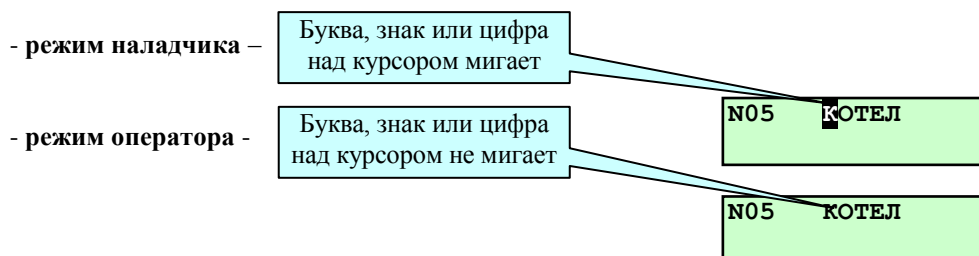 - режим наладчика –
Буква, знак или цифра
над курсором мигает
N05 КОТЕЛ
- режим оператора -
Буква, знак или цифра
над курсором не мигает
N05 КОТЕЛ